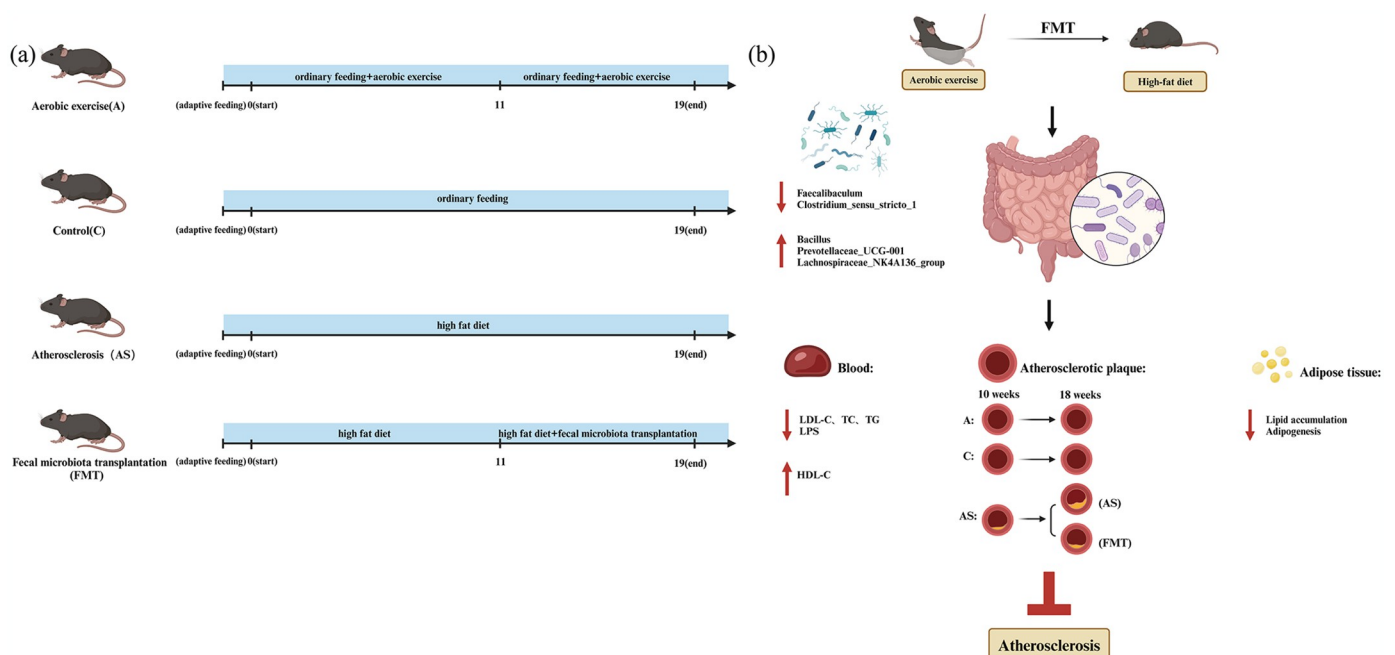 (a)
ordinary feeding+aerobic exercise
ordinary feeding+aerobic exercise
Aerobic exercise(A)
(adaptive feeding) 0(start)
11
19(end)
ordinary feeding
Control(C)
(adaptive feeding) 0(start)
19(end)
high fat diet
Atherosclerosis（AS）
(adaptive feeding) 0(start)
19(end)
high fat diet
high fat diet+fecal microbiota transplantation
Fecal microbiota transplantation
(FMT)
(adaptive feeding) 0(start)
11
19(end)
(b)
FMT
Aerobic exercise
High-fat diet
Faecalibaculum
Clostridium_sensu_stricto_1
Bacillus
Prevotellaceae_UCG-001
Lachnospiraceae_NK4A136_group
Blood:
LDL-C、TC、TG
LPS
HDL-C
Atherosclerotic plaque:
10 weeks
18 weeks
A:
C:
AS:
(AS)
(FMT)
Adipose tissue:
Lipid accumulation
Adipogenesis
Atherosclerosis